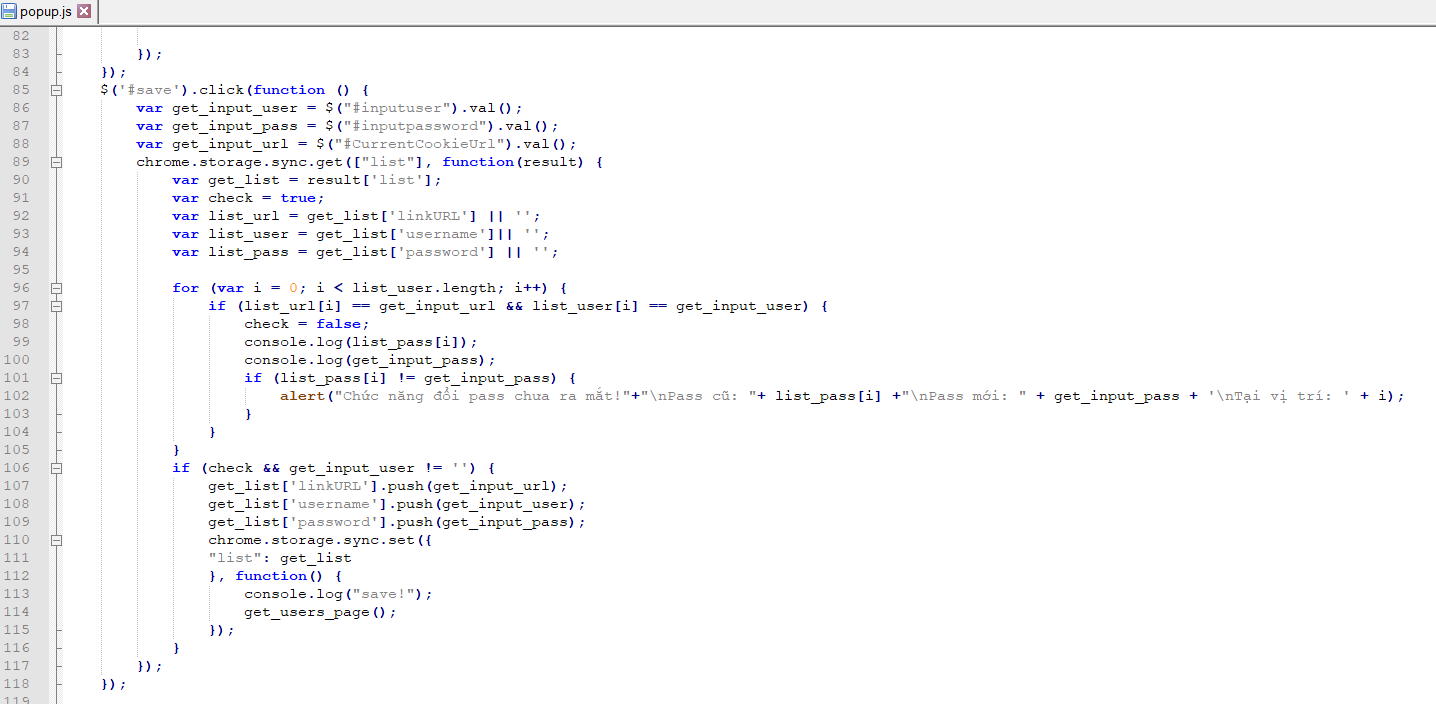 popup.js
82
83 });
84 });
85 $('#save').click(function () {
86 var get_input_user = $("#inputuser").val();
87 var get_input_pass = $("#inputpassword").val();
88 var get_input_url = $("#CurrentCookieUrl").val();
89 chrome.storage.sync.get(["list"], function(result) {
90 var get_list = result['list'];
91 var check = true;
92 var list_url = get_list['linkURL'] || '';
93 var list_user = get_list['username']|| '';
94 var list_pass = get_list['password'] || '';
95
96 for (var i = 0; i < list_user.length; i++) {
97 if (list_url[i] == get_input_url && list_user[i] == get_input_user) {
98 check = false;
99 console.log(list_pass[i]);
100 console.log(get_input_pass);
101 if (list_pass[i] != get_input_pass) {
102 alert("Chức năng đổi pass chưa ra mắt!"+"\nPass cũ: "+ list_pass[i] +"\nPass mới: " + get_input_pass + '\nTại vị trí: ' + i);
103 }
104 }
105 }
106 if (check && get_input_user != '') {
107 get_list['linkURL'].push(get_input_url);
108 get_list['username'].push(get_input_user);
109 get_list['password'].push(get_input_pass);
110 chrome.storage.sync.set({
111 "list": get_list
112 }, function() {
113 console.log("save!");
114 get_users_page();
115 });
116 }
117 });
118 });
119